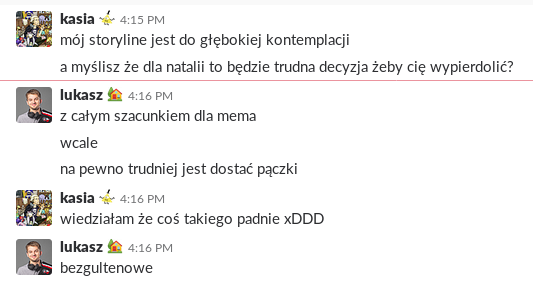 kasia 4:15 PM
mój storyline jest do głębokiej kontemplacji
a myślisz że dla natalii to będzie trudna decyzja żeby cię wypierdolić?
lukasz 4:16 PM
z całym szacunkiem dla mema
wcale
na pewno trudniej jest dostać pączki
kasia 4:16 PM
wiedziałam że coś takiego padnie xDDD
lukasz 4:16 PM
bezgultenowe